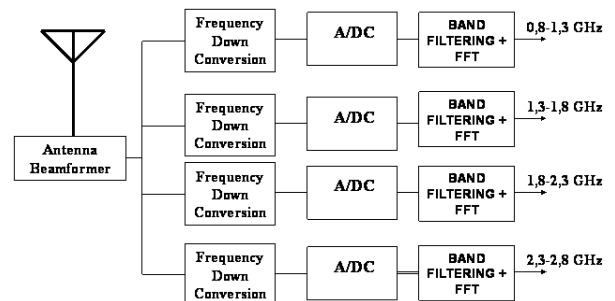 Frequency
Down
Conversion
A/DC
BAND
FILTERING +
FFT
0,8-1,3 GHz
Antenna
Beamformer
Frequency
Down
Conversion
A/DC
BAND
FILTERING +
FFT
1,3-1,8 GHz
Frequency
Down
Conversion
A/DC
BAND
FILTERING +
FFT
1,8-2,3 GHz
Frequency
Down
Conversion
A/DC
BAND
FILTERING +
FFT
2,3-2,8 GHz